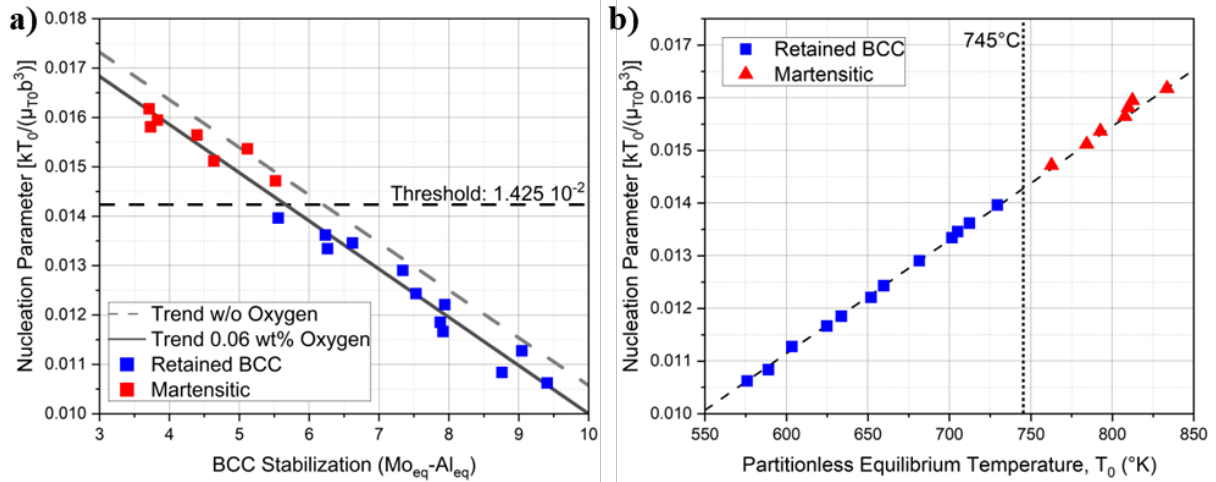 a)
0.018
0.017
0.016
0.015
0.014
0.013
0.012
0.011
0.010
Nucleation Parameter [kT₀/(μ_T0b³)]
Threshold: 1.425 10⁻²
Trend w/o Oxygen
Trend 0.06 wt% Oxygen
Retained BCC
Martensitic
3 4 5 6 7 8 9 10
BCC Stabilization (Mo_eq-Al_eq)
b)
0.017
0.016
0.015
0.014
0.013
0.012
0.011
0.010
Nucleation Parameter [kT₀/(μ_T0b³)]
Retained BCC
Martensitic
745°C
550 600 650 700 750 800 850
Partitionless Equilibrium Temperature, T₀ (°K)